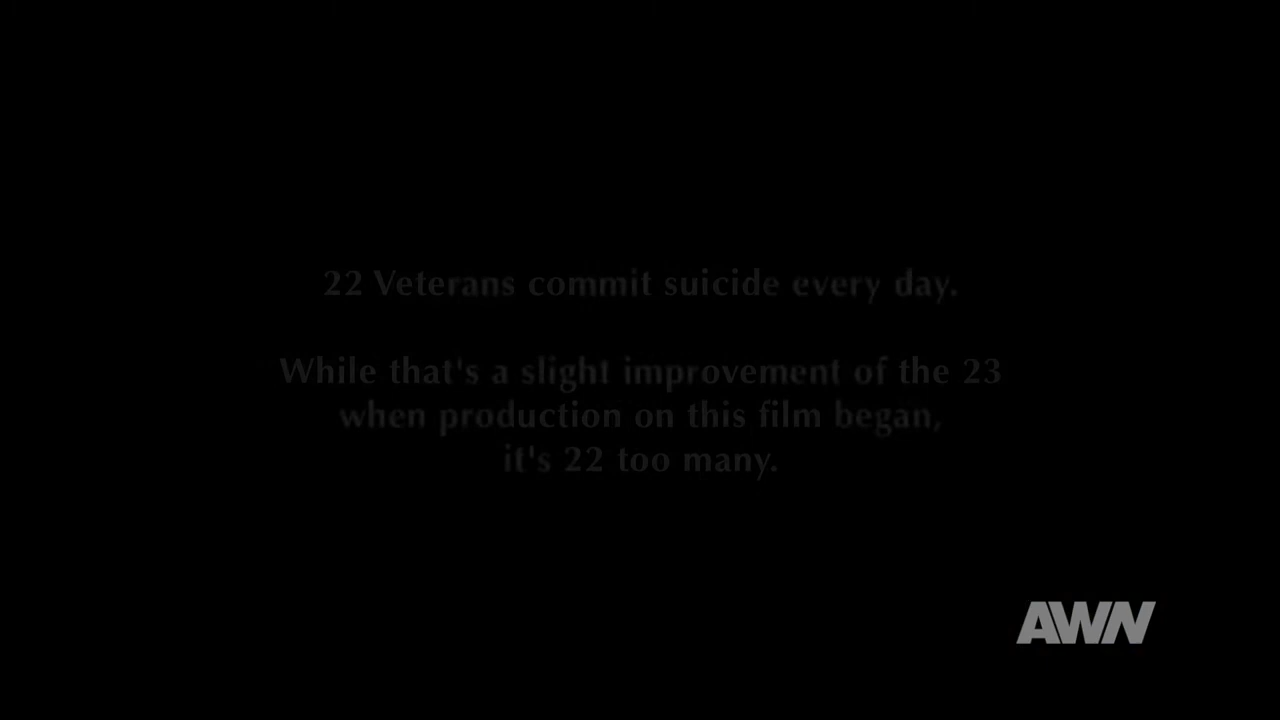 22 Veterans commit suicide every day.
While that's a slight improvement of the 23
when production on this film began,
it's 22 too many.
AWN